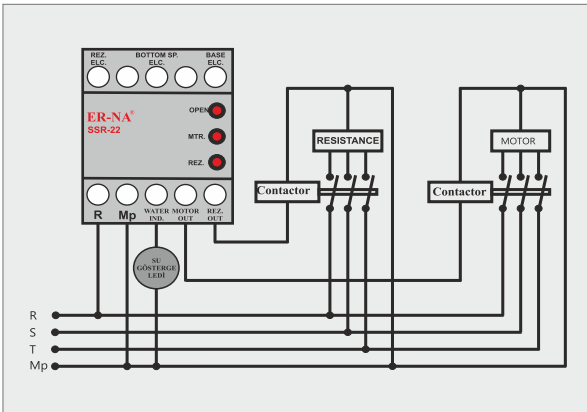 REZ. ELC.
BOTTOM SP. ELC.
BASE ELC.
ER-NA®
SSR-22
OPEN
MTR.
REZ.
R
Mp
WATER IND.
MOTOR OUT
REZ. OUT
SU GÖSTERGE LEDİ
RESISTANCE
Contactor
MOTOR
Contactor
R
S
T
Mp